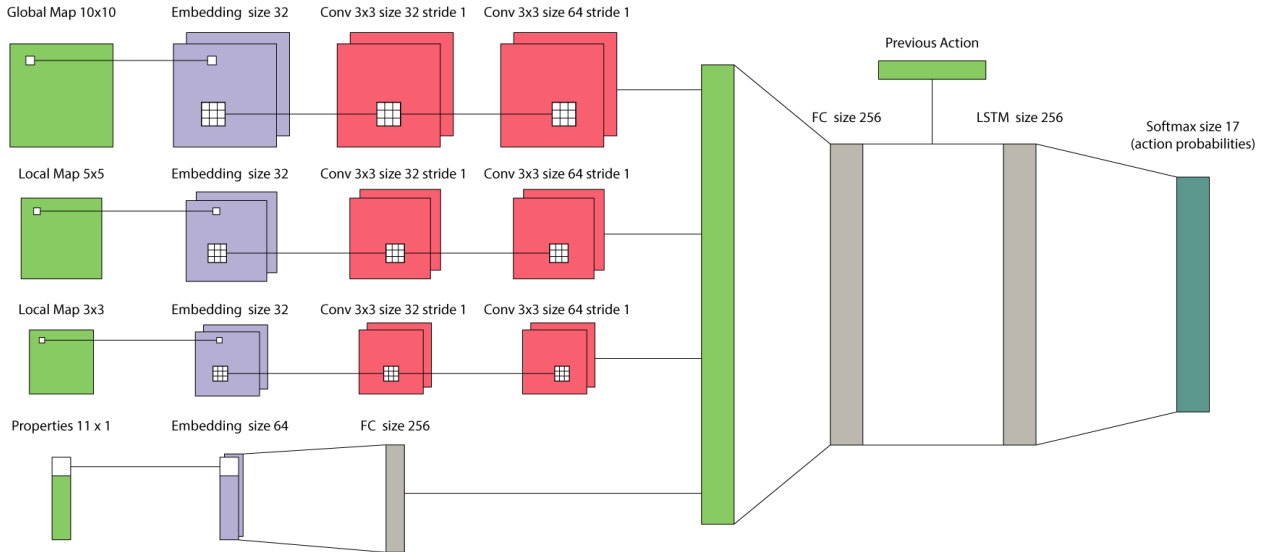 Global Map 10x10
Embedding size 32
Conv 3x3 size 32 stride 1
Conv 3x3 size 64 stride 1
Previous Action
FC size 256
LSTM size 256
Softmax size 17
(action probabilities)
Local Map 5x5
Embedding size 32
Conv 3x3 size 32 stride 1
Conv 3x3 size 64 stride 1
Local Map 3x3
Embedding size 32
Conv 3x3 size 32 stride 1
Conv 3x3 size 64 stride 1
Properties 11 x 1
Embedding size 64
FC size 256